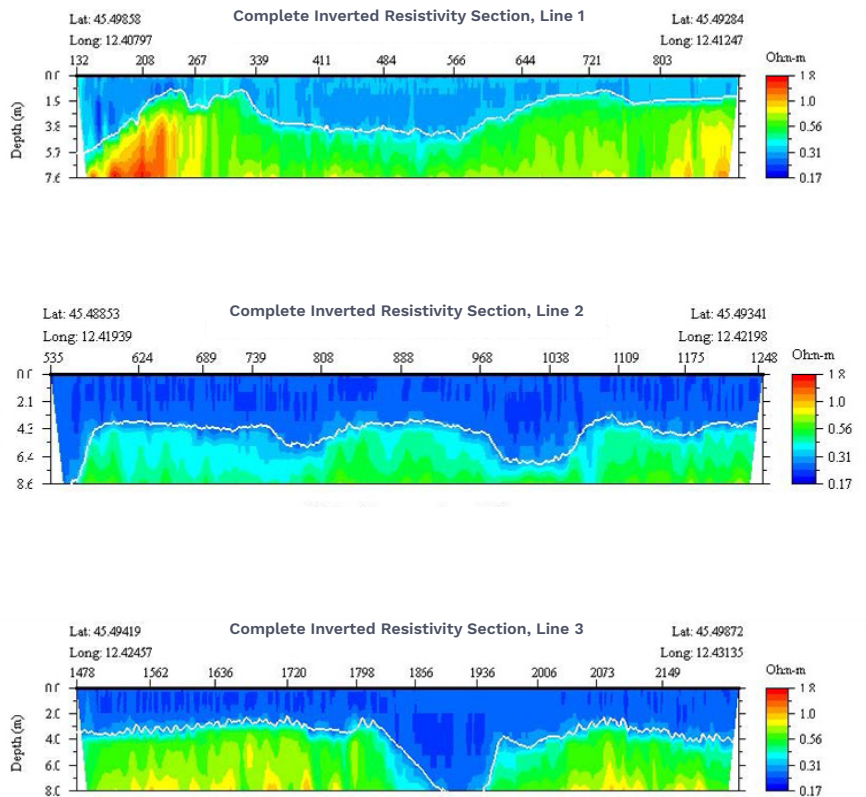 Complete Inverted Resistivity Section, Line 1
Lat: 45.49858
Lat: 45.49284
Long: 12.40797
Long: 12.41247
132 208 267 339 411 484 566 644 721 803
Ohm-m
Depth (m)
0.0
1.9
3.8
5.7
7.6
1.8
1.0
0.56
0.31
0.17
Complete Inverted Resistivity Section, Line 2
Lat: 45.48853
Lat: 45.49341
Long: 12.41939
Long: 12.42198
535 624 689 739 808 888 968 1038 1109 1175 1248
Ohm-m
0.0
2.1
4.3
6.4
8.6
1.8
1.0
0.56
0.31
0.17
Complete Inverted Resistivity Section, Line 3
Lat: 45.49419
Lat: 45.49872
Long: 12.42457
Long: 12.43135
1478 1562 1636 1720 1798 1856 1936 2006 2073 2149
Ohm-m
Depth (m)
0.0
2.0
4.0
6.0
8.0
1.8
1.0
0.56
0.31
0.17